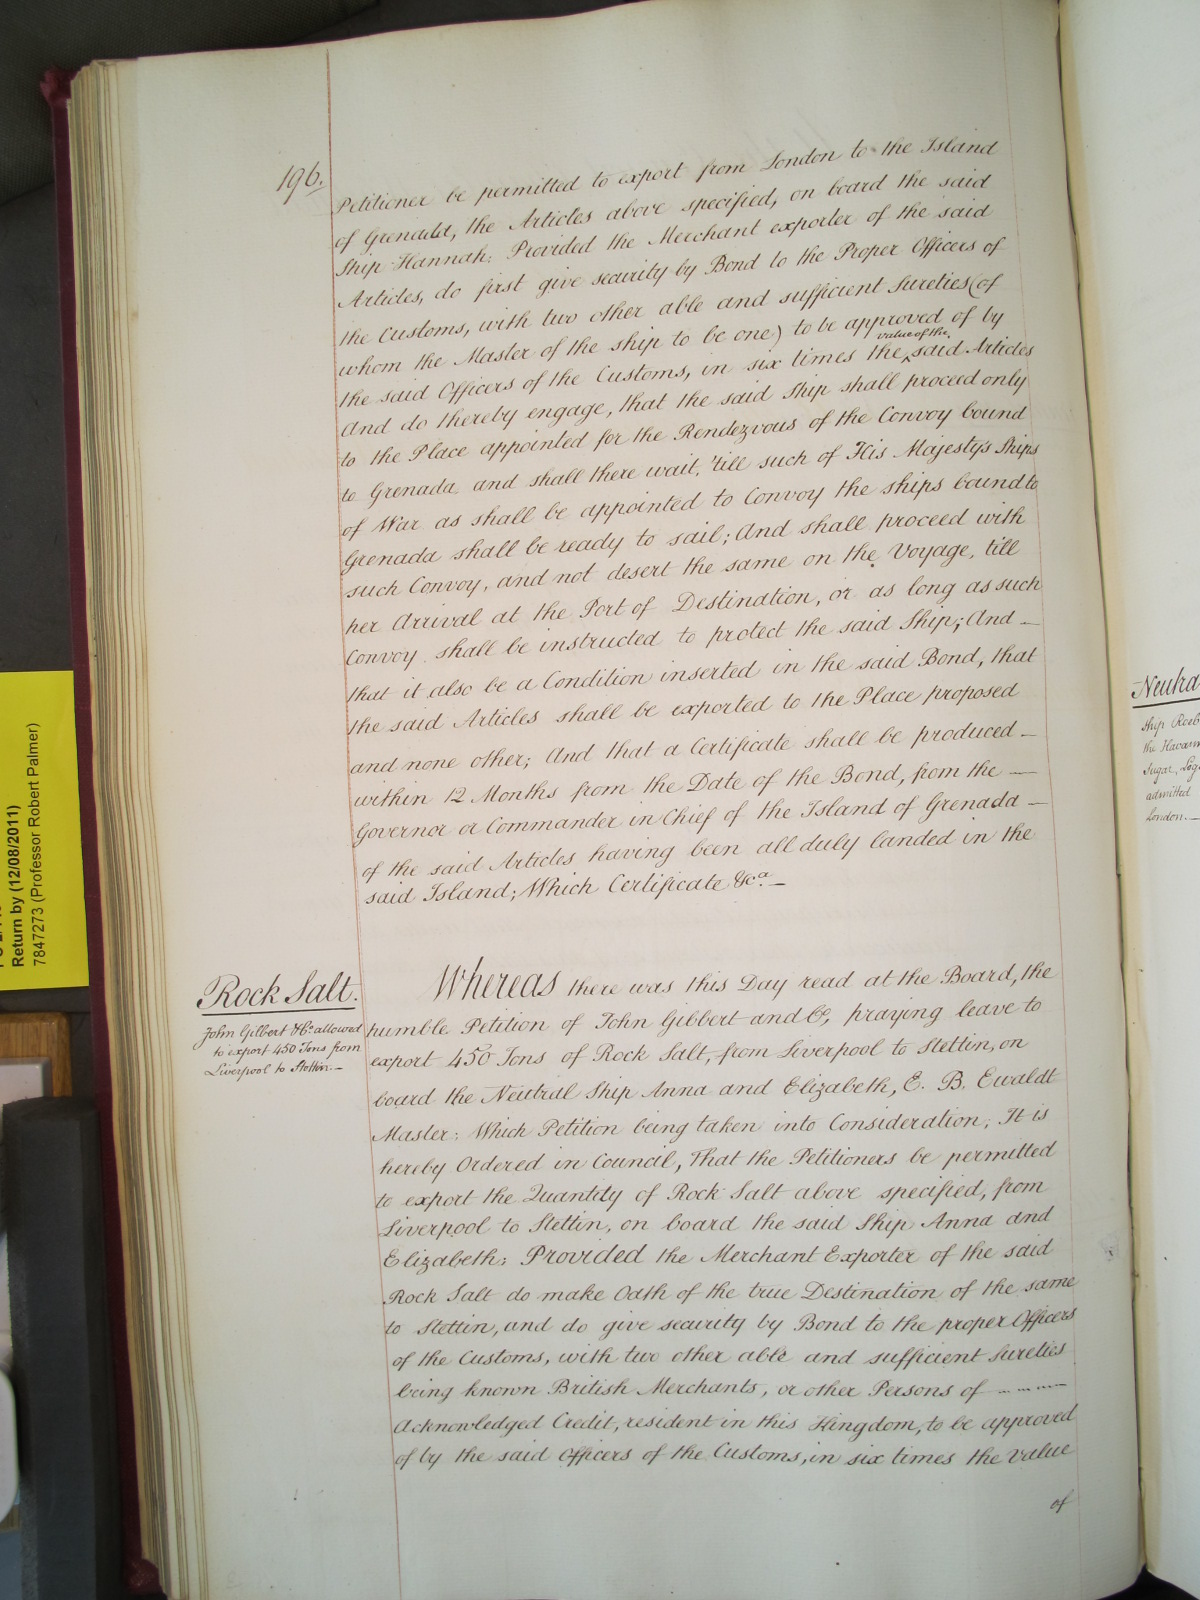 196.
Petitioner be permitted to export from London to the Island
of Grenada, the Articles above specified, on board the said
Ship Hannah: Provided the Merchant exporter of the said
Articles, do first give security by Bond to the Proper Officers of
the Customs, with two other able and sufficient Sureties (of
whom the Master of the ship to be one) to be approved of by
the said Officers of the Customs, in six times the ^value of the^ said Articles
And do thereby engage, that the said Ship shall proceed only
to the Place appointed for the Rendezvous of the Convoy bound
to Grenada and shall there wait, 'till such of His Majesty's Ships
of War as shall be appointed to Convoy the ships bound to
Grenada shall be ready to sail; And shall proceed with
such Convoy, and not desert the same on the Voyage, till
her Arrival at the Port of Destination, or as long as such
Convoy shall be instructed to protect the said Ship; And —
that it also be a Condition inserted in the said Bond, that
the said Articles shall be exported to the Place proposed
and none other; And that a Certificate shall be produced —
within 12 Months from the Date of the Bond, from the —
Governor or Commander in Chief of the Island of Grenada —
of the said Articles having been all duly landed in the
said Island; Which Certificate &ca. —
Rock Salt.
John Gilbert & Co. allowed
to export 450 Tons from
Liverpool to Stettin. —
Whereas there was this Day read at the Board, the
humble Petition of John Gibbert and Co, praying leave to
export 450 Tons of Rock Salt, from Liverpool to Stettin, on
board the Neutral Ship Anna and Elizabeth, E. B. Ewaldt
Master: Which Petition being taken into Consideration; It is
hereby Ordered in Council, That the Petitioners be permitted
to export the Quantity of Rock Salt above specified, from
Liverpool to Stettin, on board the said Ship Anna and
Elizabeth; Provided the Merchant Exporter of the said
Rock Salt do make Oath of the true Destination of the same
to Stettin, and do give security by Bond to the proper Officers
of the Customs, with two other able and sufficient Sureties
being known British Merchants, or other Persons of — — —
Acknowledged Credit, resident in this Kingdom, to be approved
of by the said Officers of the Customs, in six times the value
of
Neutra
Ship Roeb
the Havann
Sugar, Log
admitted
London. —
Return by (12/08/2011)
7847273 (Professor Robert Palmer)